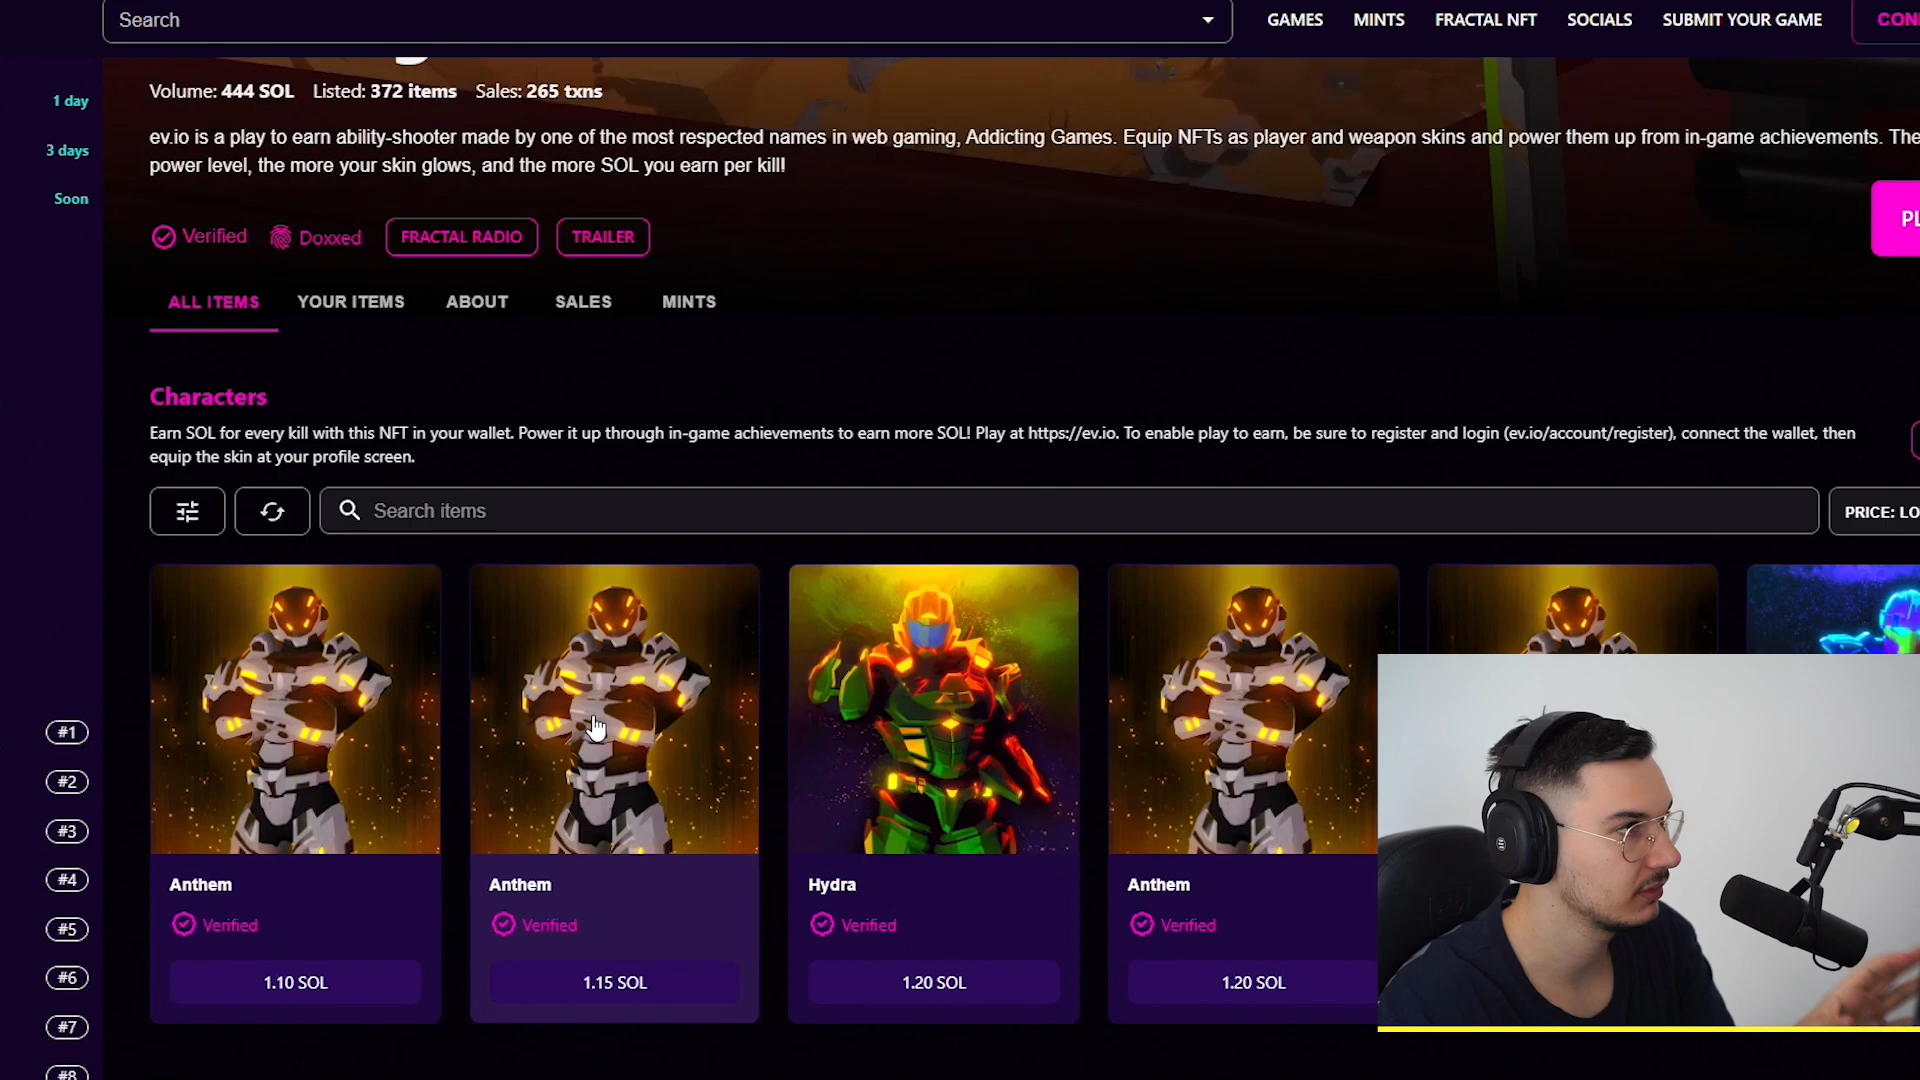 Search
GAMES MINTS FRACTAL NFT SOCIALS SUBMIT YOUR GAME
1 day
3 days
Soon
Volume: 444 SOL Listed: 372 items Sales: 265 txns
ev.io is a play to earn ability-shooter made by one of the most respected names in web gaming, Addicting Games. Equip NFTs as player and weapon skins and power them up from in-game achievements. The
power level, the more your skin glows, and the more SOL you earn per kill!
Verified Doxxed FRACTAL RADIO TRAILER
ALL ITEMS YOUR ITEMS ABOUT SALES MINTS
Characters
Earn SOL for every kill with this NFT in your wallet. Power it up through in-game achievements to earn more SOL! Play at https://ev.io. To enable play to earn, be sure to register and login (ev.io/account/register), connect the wallet, then
equip the skin at your profile screen.
Search items
PRICE: LO
#1
#2
#3
#4
#5
#6
#7
#8
Anthem Anthem Hydra Anthem
Verified Verified Verified Verified
1.10 SOL 1.15 SOL 1.20 SOL 1.20 SOL